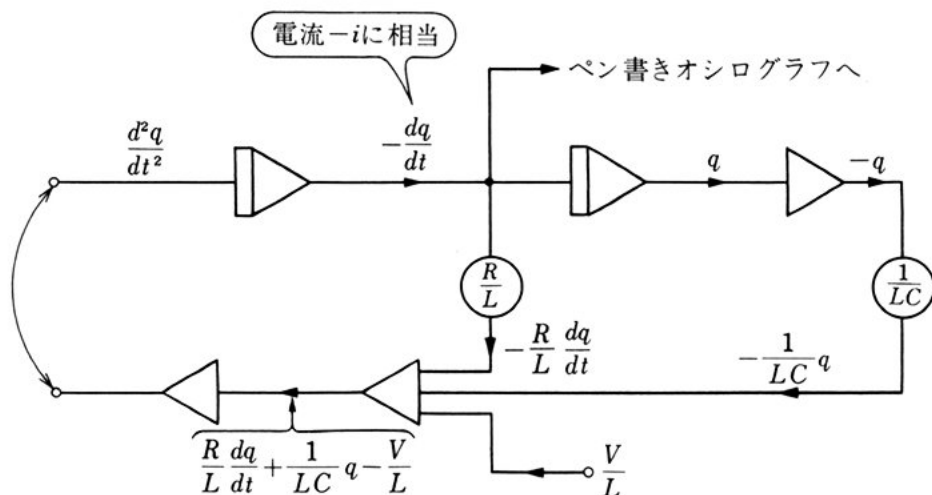 電流−iに相当
ペン書きオシログラフへ
d²q/dt²
−dq/dt
q
−q
R/L
1/LC
−R/L dq/dt
−1/LC q
R/L dq/dt + 1/LC q − V/L
V/L